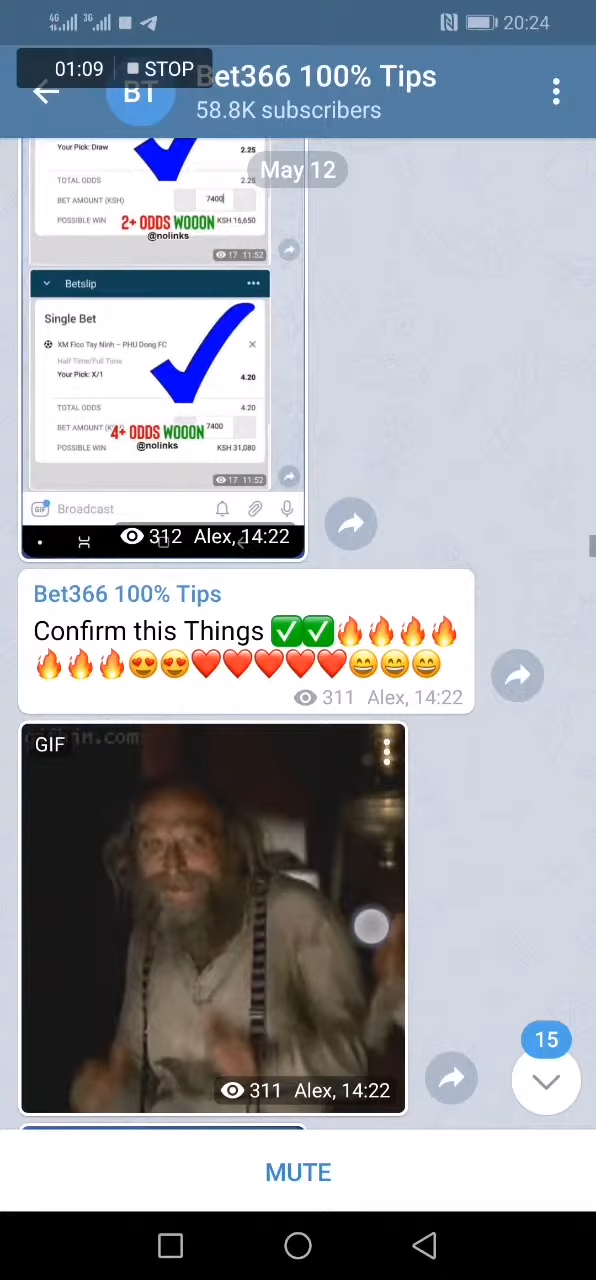 4G 3G 20:24
01:09 STOP
BT
Bet366 100% Tips
58.8K subscribers
May 12
Your Pick: Draw 2.25
TOTAL ODDS 2.25
BET AMOUNT (KSH) 7400
POSSIBLE WIN 2+ ODDS WOOON KSH 16,650
@nolinks
17 11:52
Betslip
Single Bet
XM Fico Tay Ninh – PHU Dong FC
Half Time/Full Time
Your Pick: X/1 4.20
TOTAL ODDS 4.20
BET AMOUNT 4+ ODDS WOOON 7400
POSSIBLE WIN @nolinks KSH 31,080
17 11:52
GIF Broadcast
312 Alex, 14:22
Bet366 100% Tips
Confirm this Things ✅✅🔥🔥🔥🔥
🔥🔥🔥😍😍❤️❤️❤️❤️❤️😄😄😄
311 Alex, 14:22
GIF
311 Alex, 14:22
15
MUTE